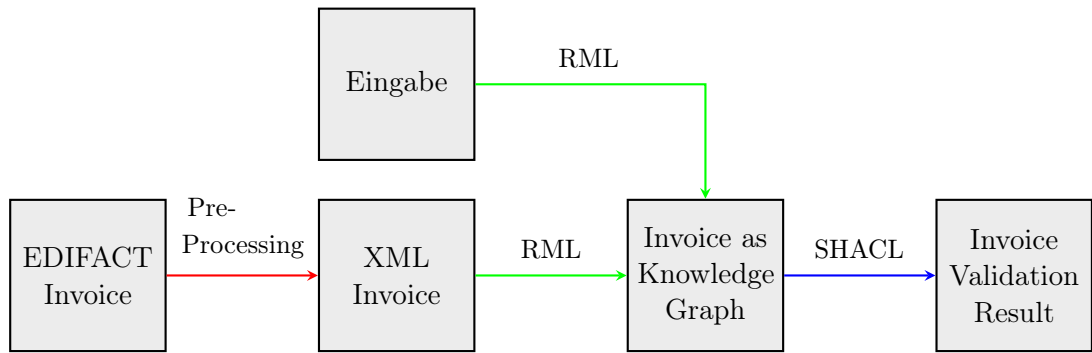 Eingabe
RML
EDIFACT
Invoice
Pre-
Processing
XML
Invoice
RML
Invoice as
Knowledge
Graph
SHACL
Invoice
Validation
Result